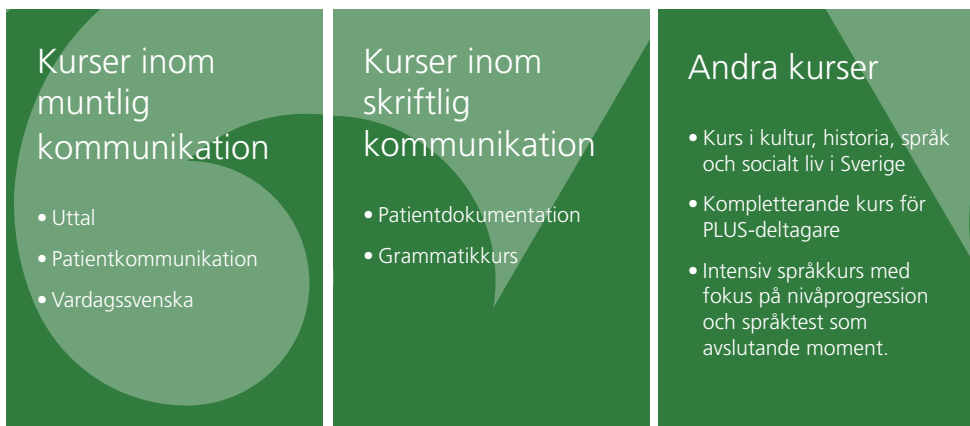 Kurser inom
muntlig
kommunikation
• Uttal
• Patientkommunikation
• Vardagssvenska
Kurser inom
skriftlig
kommunikation
• Patientdokumentation
• Grammatikkurs
Andra kurser
• Kurs i kultur, historia, språk
och socialt liv i Sverige
• Kompletterande kurs för
PLUS-deltagare
• Intensiv språkkurs med
fokus på nivåprogression
och språktest som
avslutande moment.